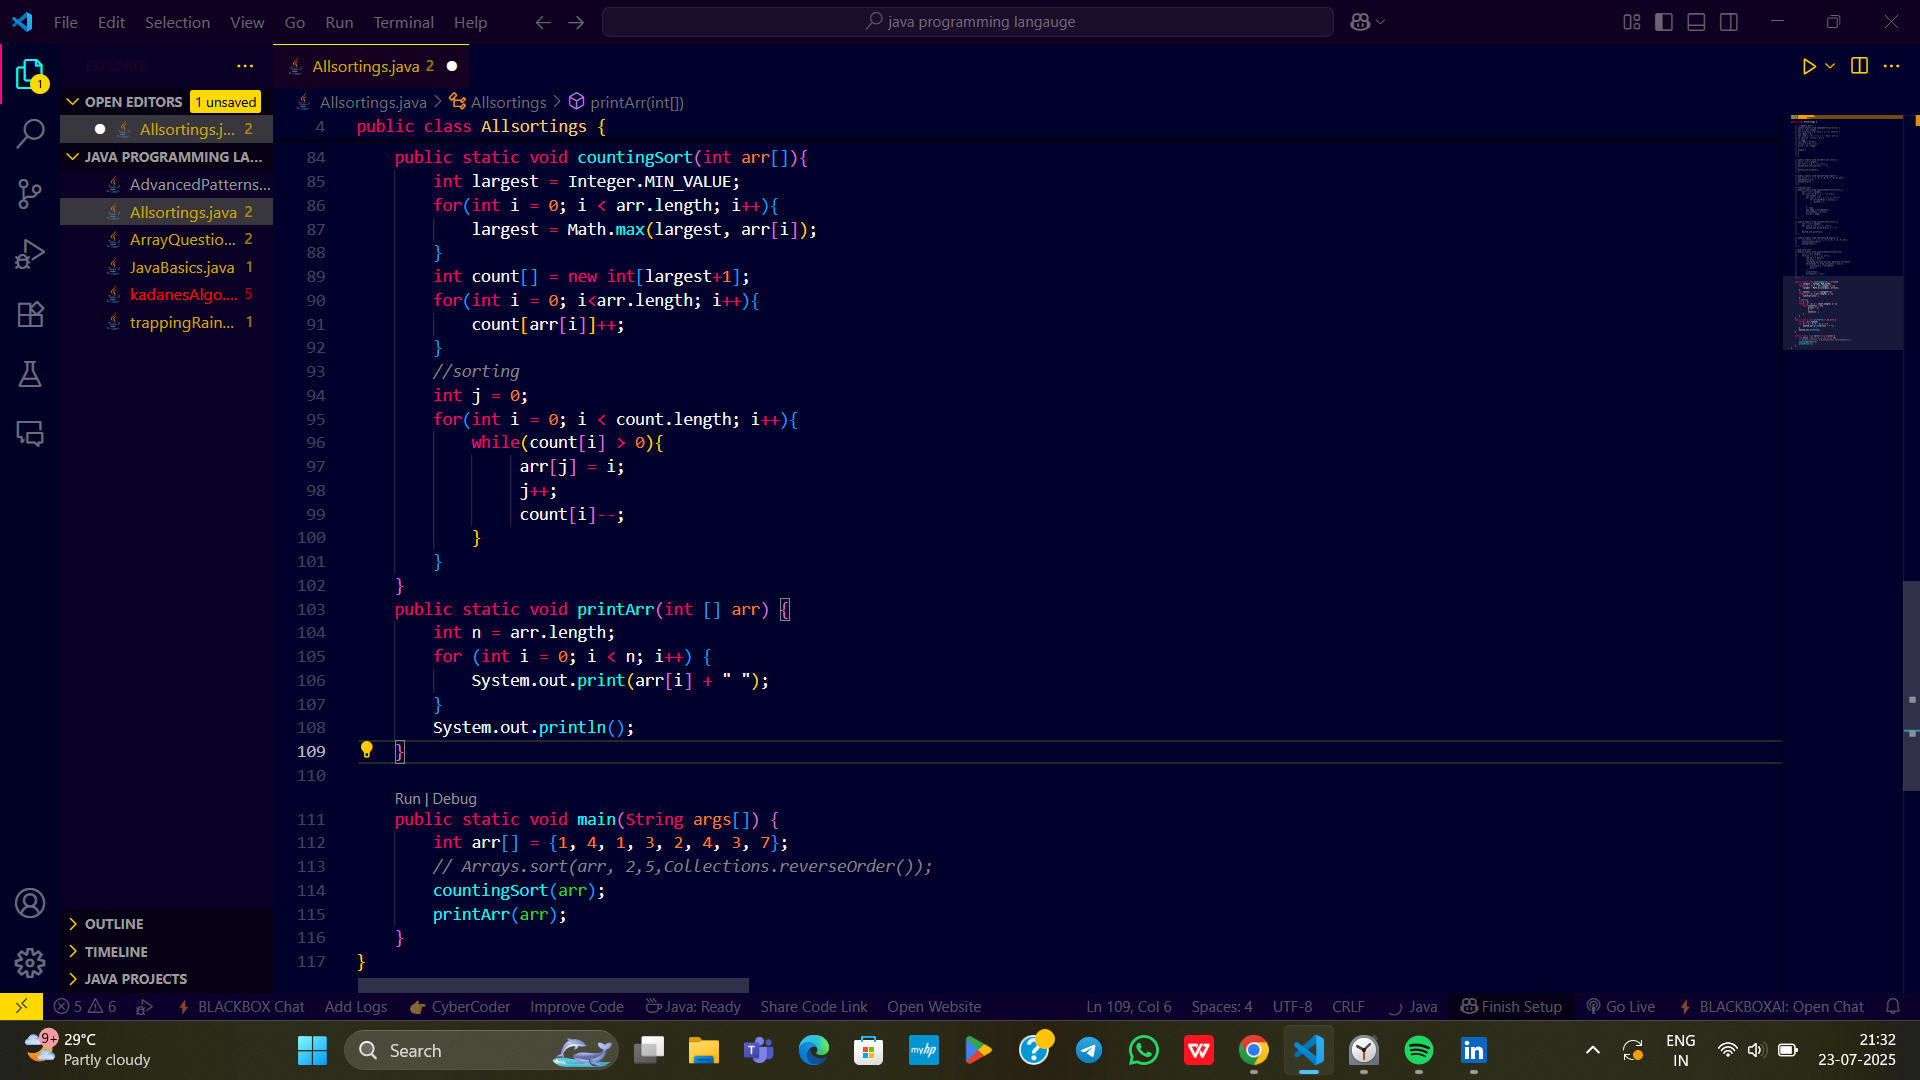 File Edit Selection View Go Run Terminal Help
java programming langauge
EXPLORER
OPEN EDITORS 1 unsaved
Allsortings.j... 2
JAVA PROGRAMMING LA...
AdvancedPatterns...
Allsortings.java 2
ArrayQuestio... 2
JavaBasics.java 1
kadanesAlgo.... 5
trappingRain... 1
OUTLINE
TIMELINE
JAVA PROJECTS
1
Allsortings.java 2
Allsortings.java > Allsortings > printArr(int[])
4 public class Allsortings {
84 public static void countingSort(int arr[]){
85 int largest = Integer.MIN_VALUE;
86 for(int i = 0; i < arr.length; i++){
87 largest = Math.max(largest, arr[i]);
88 }
89 int count[] = new int[largest+1];
90 for(int i = 0; i<arr.length; i++){
91 count[arr[i]]++;
92 }
93 //sorting
94 int j = 0;
95 for(int i = 0; i < count.length; i++){
96 while(count[i] > 0){
97 arr[j] = i;
98 j++;
99 count[i]--;
100 }
101 }
102 }
103 public static void printArr(int [] arr) {
104 int n = arr.length;
105 for (int i = 0; i < n; i++) {
106 System.out.print(arr[i] + " ");
107 }
108 System.out.println();
109 }
110
Run | Debug
111 public static void main(String args[]) {
112 int arr[] = {1, 4, 1, 3, 2, 4, 3, 7};
113 // Arrays.sort(arr, 2,5,Collections.reverseOrder());
114 countingSort(arr);
115 printArr(arr);
116 }
117 }
5 6 BLACKBOX Chat Add Logs CyberCoder Improve Code Java: Ready Share Code Link Open Website Ln 109, Col 6 Spaces: 4 UTF-8 CRLF Java Finish Setup Go Live BLACKBOXAI: Open Chat
9+ 29°C
Partly cloudy
Search
myhp
ENG
IN
21:32
23-07-2025